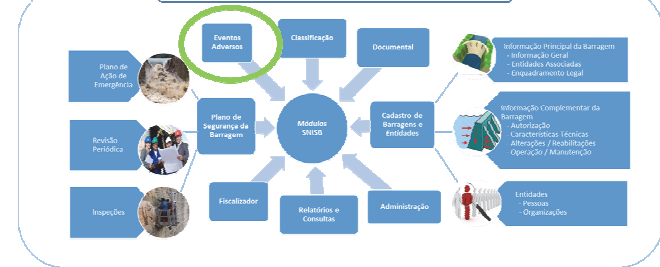 Eventos
Adversos
Classificação
Documental
Plano de
Ação de
Emergência
Informação Principal da Barragem
- Informação Geral
- Entidades Associadas
- Enquadramento Legal
Plano de
Segurança da
Barragem
Módulos
SNISB
Cadastro de
Barragens e
Entidades
Revisão
Periódica
Informação Complementar da
Barragem
- Autorização
- Características Técnicas
- Alterações / Reabilitações
- Operação / Manutenção
Inspeções
Fiscalizador
Relatórios e
Consultas
Administração
Entidades
- Pessoas
- Organizações